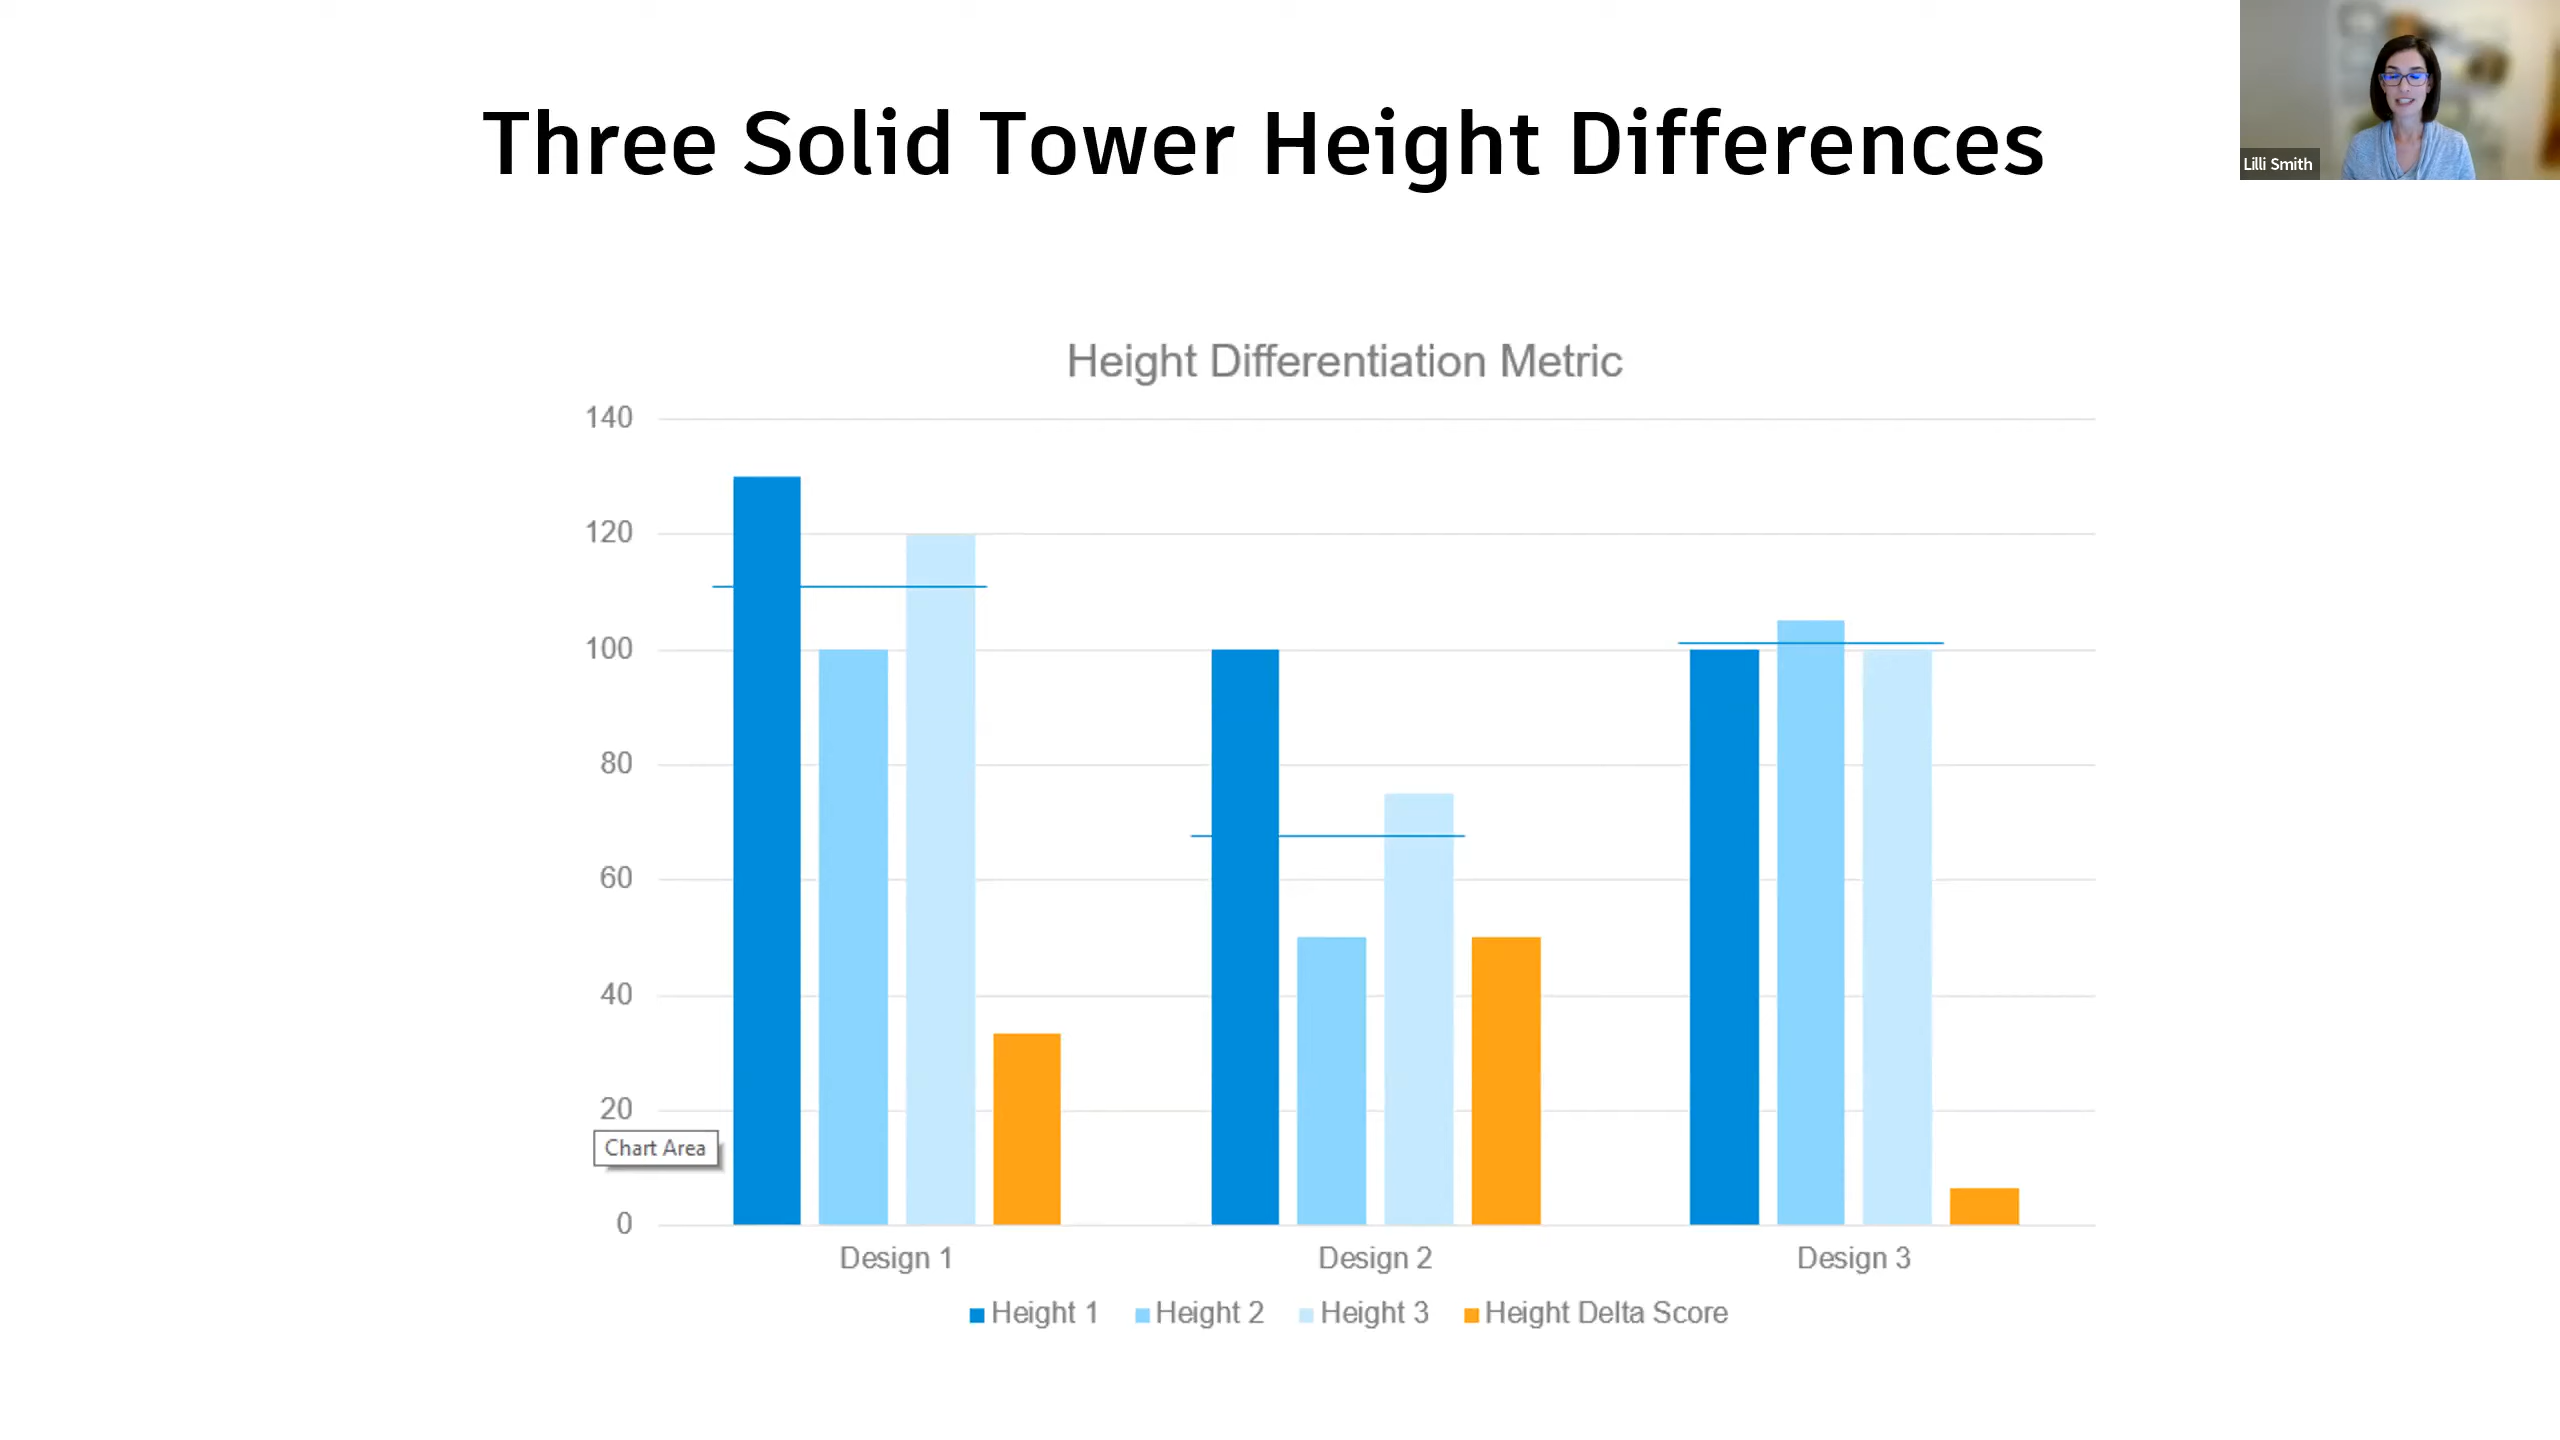 Three Solid Tower Height Differences
Lilli Smith
Height Differentiation Metric
140
120
100
80
60
40
20
Chart Area
0
Design 1
Design 2
Design 3
Height 1
Height 2
Height 3
Height Delta Score